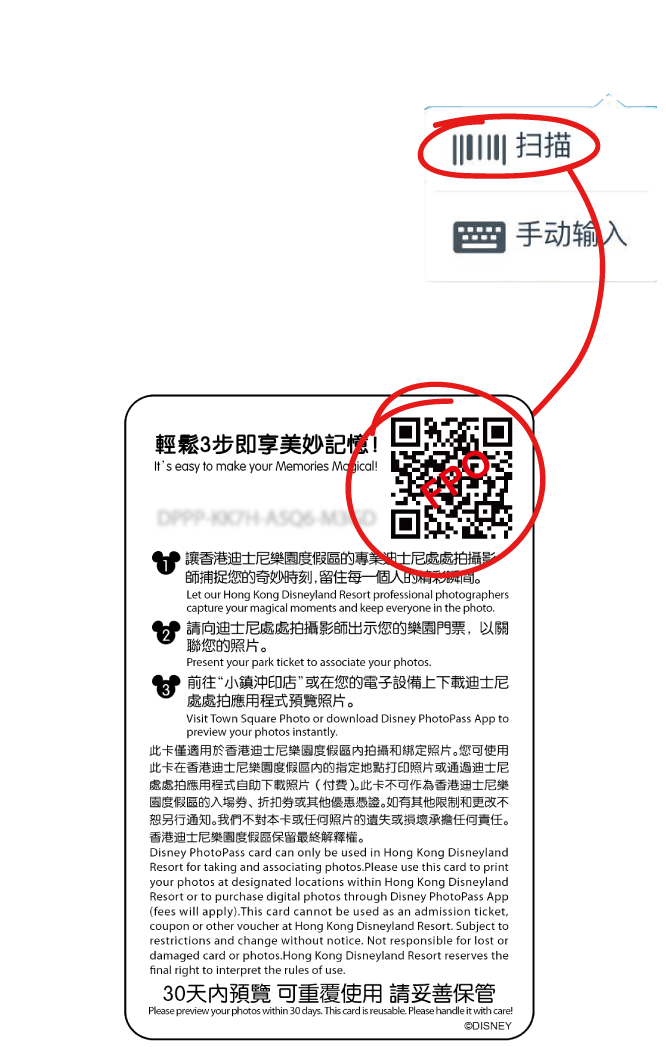 扫描
手动输入
輕鬆3步即享美妙記憶!
It's easy to make your Memories Magical!
FPO
1 讓香港迪士尼樂園度假區的專業迪士尼處處拍攝影
師捕捉您的奇妙時刻,留住每一個人的精彩瞬間。
Let our Hong Kong Disneyland Resort professional photographers
capture your magical moments and keep everyone in the photo.
2 請向迪士尼處處拍攝影師出示您的樂園門票，以關
聯您的照片。
Present your park ticket to associate your photos.
3 前往“小鎮沖印店”或在您的電子設備上下載迪士尼
處處拍應用程式預覽照片。
Visit Town Square Photo or download Disney PhotoPass App to
preview your photos instantly.
此卡僅適用於香港迪士尼樂園度假區內拍攝和綁定照片。您可使用
此卡在香港迪士尼樂園度假區內的指定地點打印照片或通過迪士尼
處處拍應用程式自助下載照片（付費）。此卡不可作為香港迪士尼樂
園度假區的入場券、折扣券或其他優惠憑證。如有其他限制和更改不
恕另行通知。我們不對本卡或任何照片的遺失或損壞承擔任何責任。
香港迪士尼樂園度假區保留最終解釋權。
Disney PhotoPass card can only be used in Hong Kong Disneyland
Resort for taking and associating photos.Please use this card to print
your photos at designated locations within Hong Kong Disneyland
Resort or to purchase digital photos through Disney PhotoPass App
(fees will apply).This card cannot be used as an admission ticket,
coupon or other voucher at Hong Kong Disneyland Resort. Subject to
restrictions and change without notice. Not responsible for lost or
damaged card or photos.Hong Kong Disneyland Resort reserves the
final right to interpret the rules of use.
30天內預覽 可重覆使用 請妥善保管
Please preview your photos within 30 days. This card is reusable. Please handle it with care!
©DISNEY